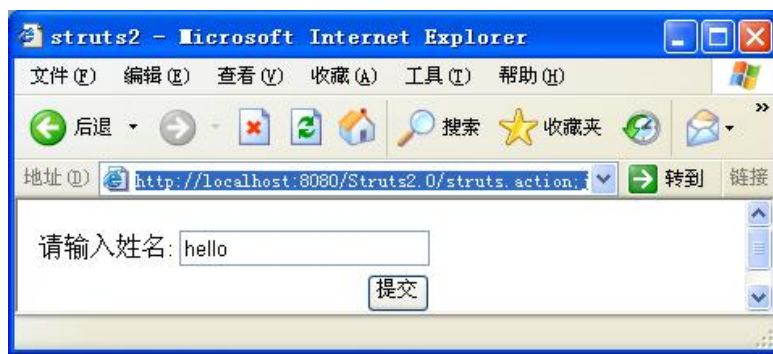 struts2 - Microsoft Internet Explorer
文件(F) 编辑(E) 查看(V) 收藏(A) 工具(T) 帮助(H)
后退 搜索 收藏夹 »
地址(D) http://localhost:8080/Struts2.0/struts.action; 转到 链接
请输入姓名: hello
提交